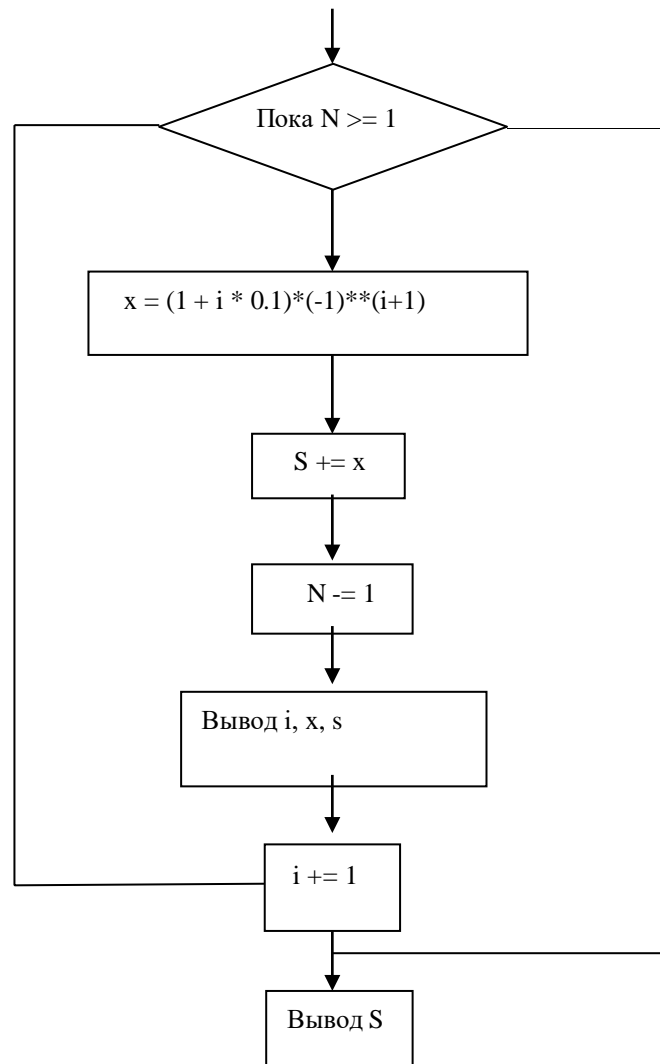 Пока N >= 1
x = (1 + i * 0.1)*(-1)**(i+1)
S += x
N -= 1
Вывод i, x, s
i += 1
Вывод S